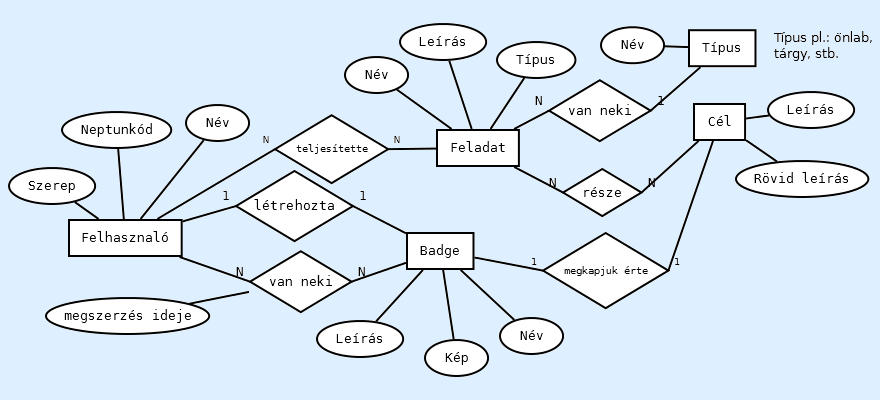 Típus pl.: őnlab,
tárgy, stb.
Név
Típus
Leírás
Név
Típus
N
van neki
1
Cél
Leírás
Rövid leírás
Neptunkód
Név
Szerep
Felhasználó
N
teljesítette
N
Feladat
N
része
N
1
létrehozta
1
Badge
N
van neki
N
1
megkapjuk érte
1
megszerzés ideje
Leírás
Kép
Név